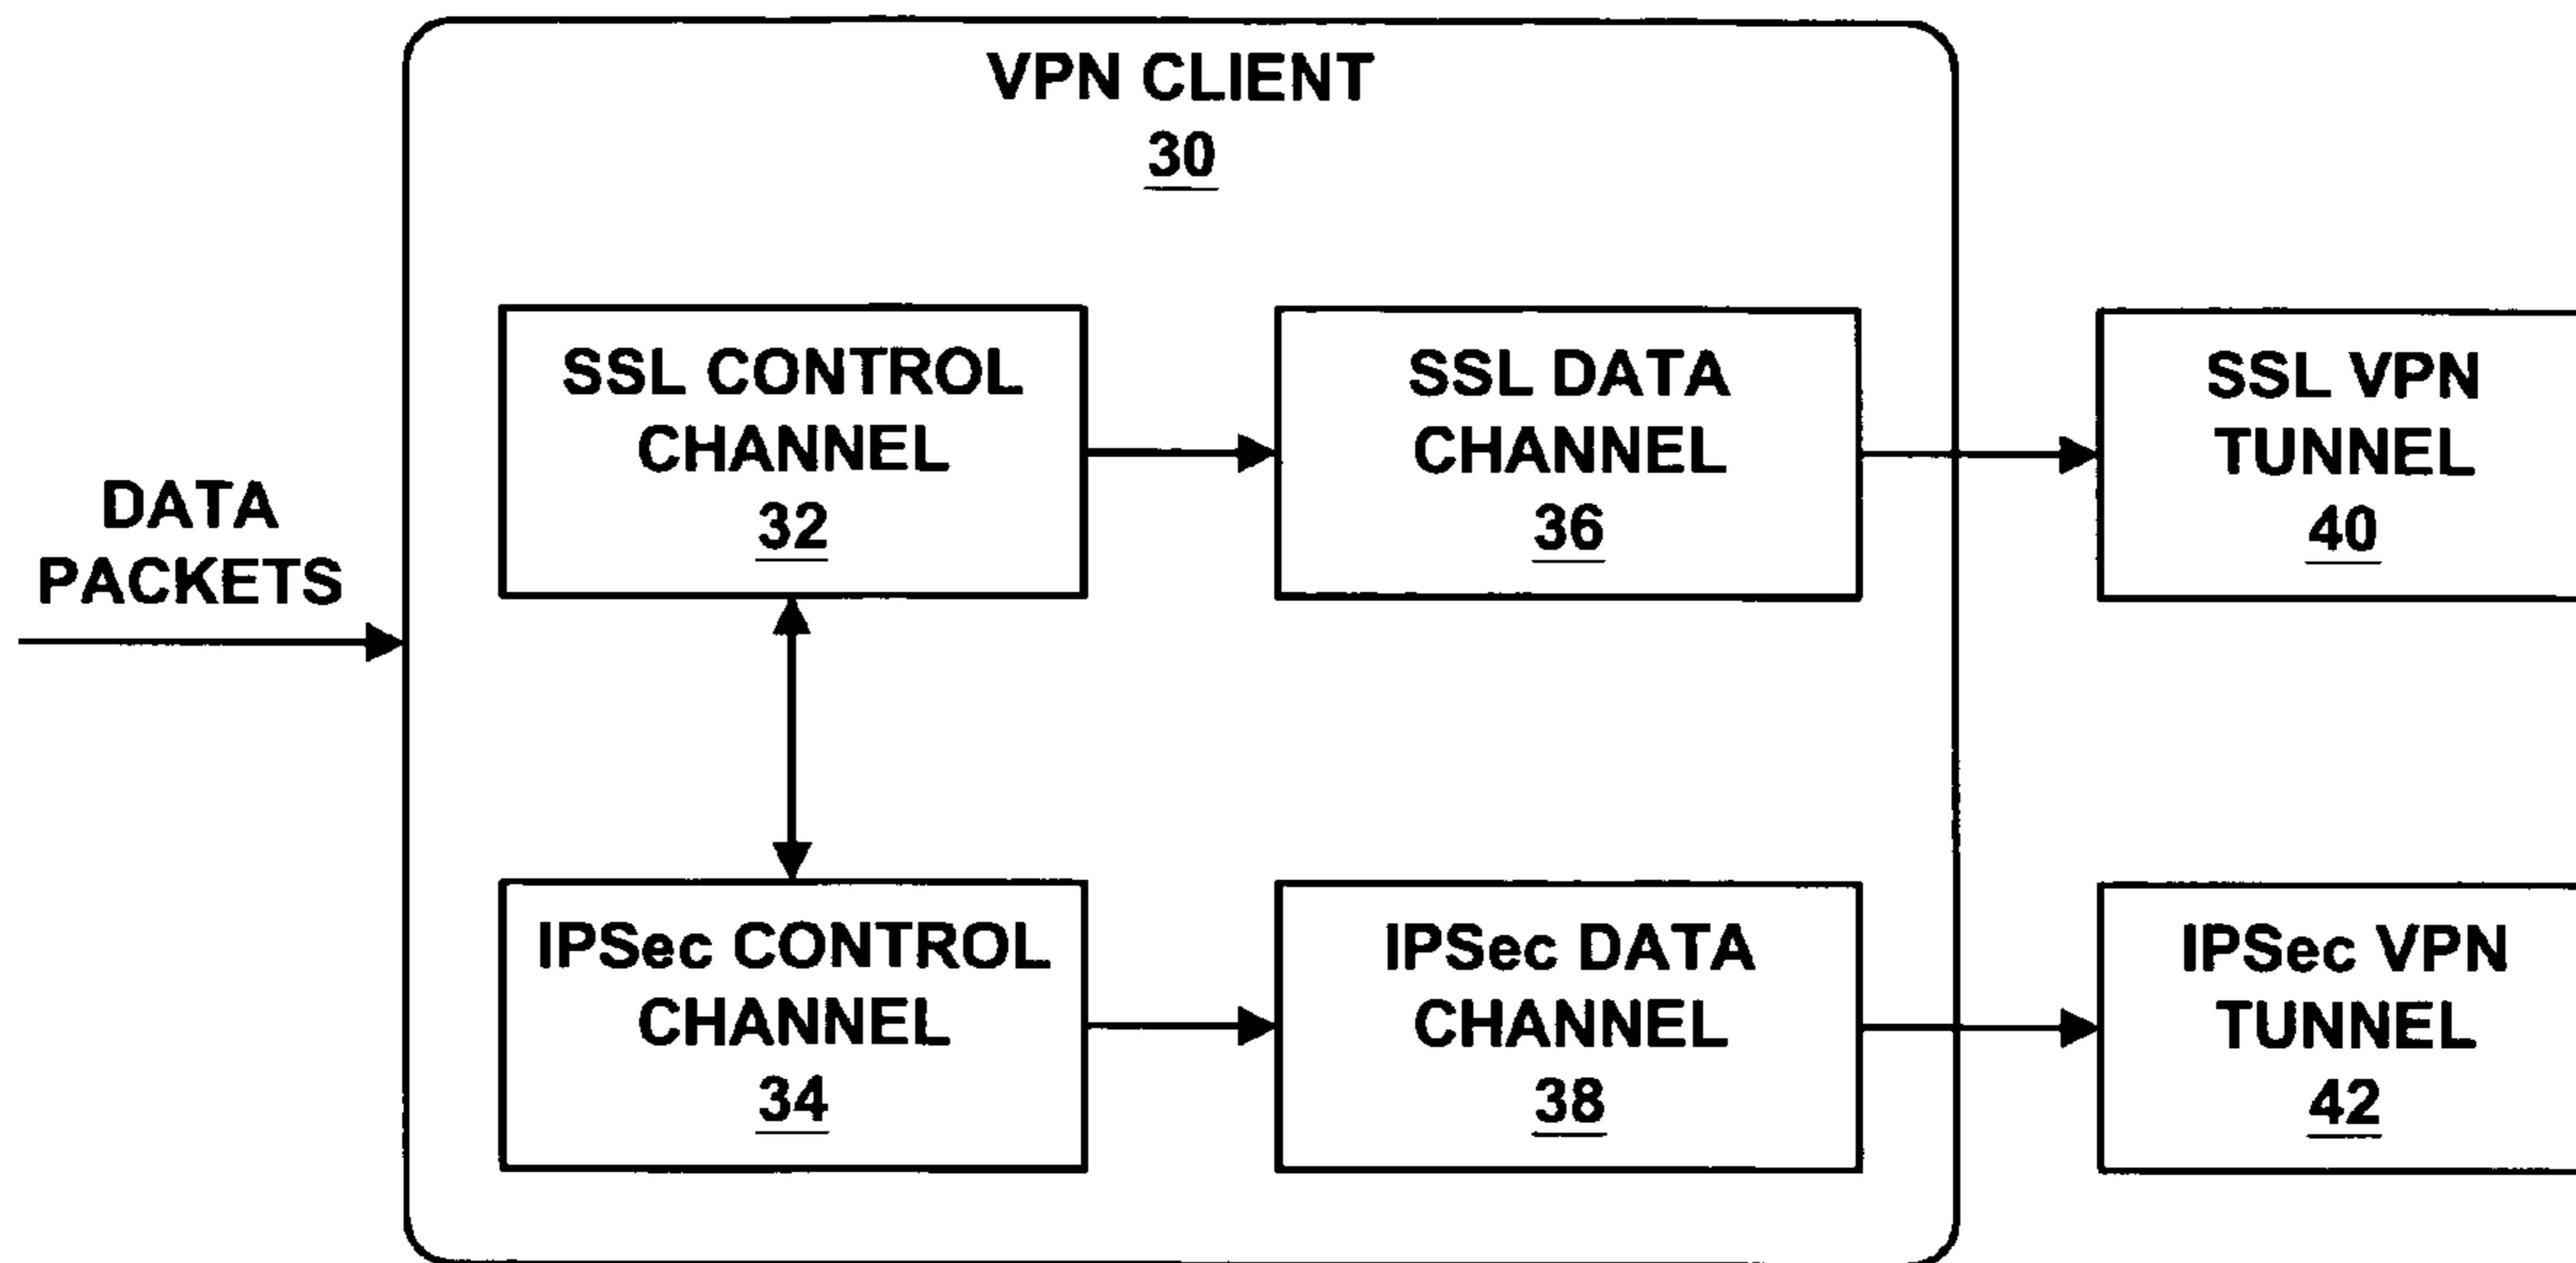 VPN CLIENT
30
DATA
PACKETS
SSL CONTROL
CHANNEL
32
SSL DATA
CHANNEL
36
SSL VPN
TUNNEL
40
IPSec CONTROL
CHANNEL
34
IPSec DATA
CHANNEL
38
IPSec VPN
TUNNEL
42